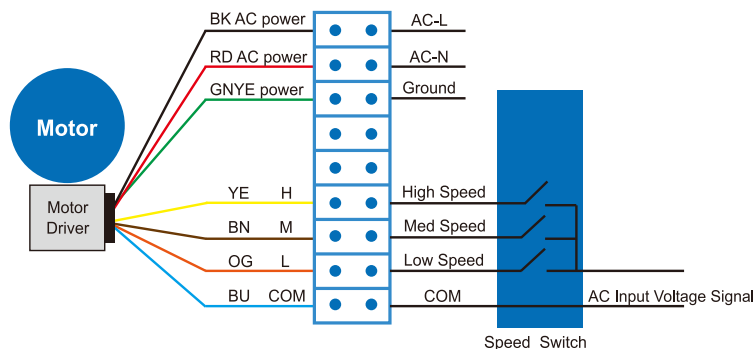 BK AC power AC-L
RD AC power AC-N
GNYE power Ground
Motor
Motor
Driver
YE H High Speed
BN M Med Speed
OG L Low Speed
BU COM COM AC Input Voltage Signal
Speed Switch